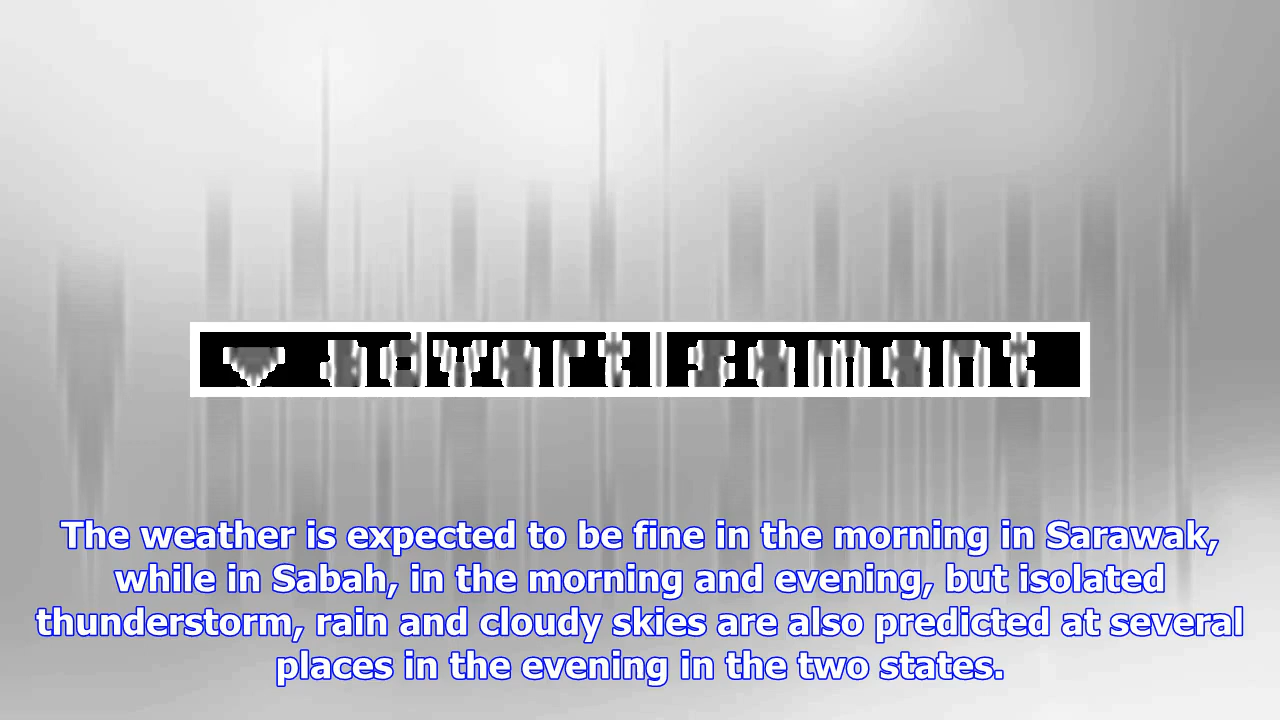 The weather is expected to be fine in the morning in Sarawak,
while in Sabah, in the morning and evening, but isolated
thunderstorm, rain and cloudy skies are also predicted at several
places in the evening in the two states.